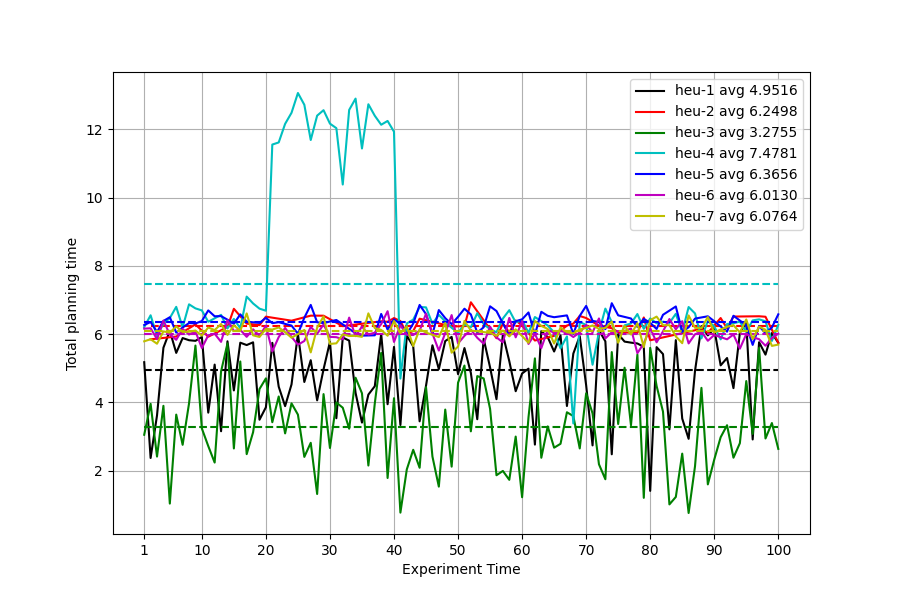 heu-1 avg 4.9516
heu-2 avg 6.2498
heu-3 avg 3.2755
heu-4 avg 7.4781
heu-5 avg 6.3656
heu-6 avg 6.0130
heu-7 avg 6.0764
Total planning time
12
10
8
6
4
2
1 10 20 30 40 50 60 70 80 90 100
Experiment Time